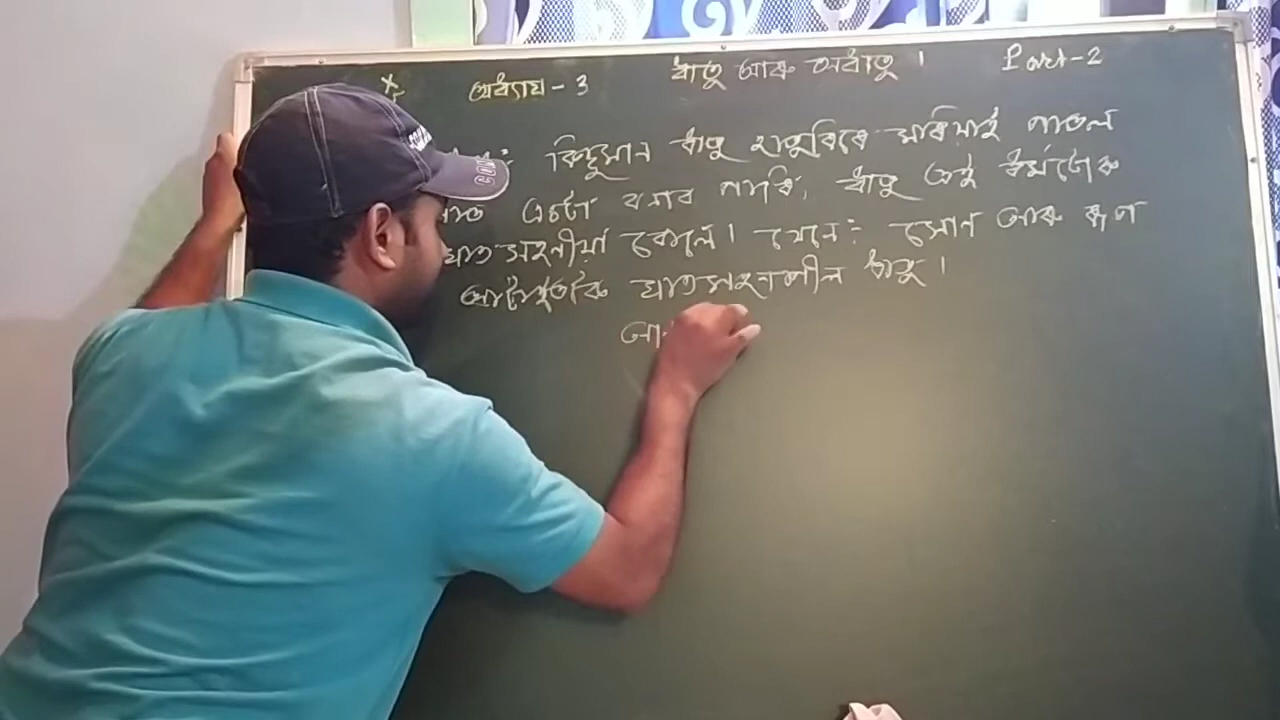 অধ্যায় - 3 ধাতু আৰু অধাতু । Part-2
কিছুমান ধাতু হাতুৰিৰে মাৰিয়াই পাতল
এটা বনাব পাৰি, ধাতু এই ধৰ্মটোক
ঘাতসহনীয়তা বোলে। যেনে: সোণ আৰু ৰূপ
আটাইতকৈ ঘাতসহনশীল ধাতু ।